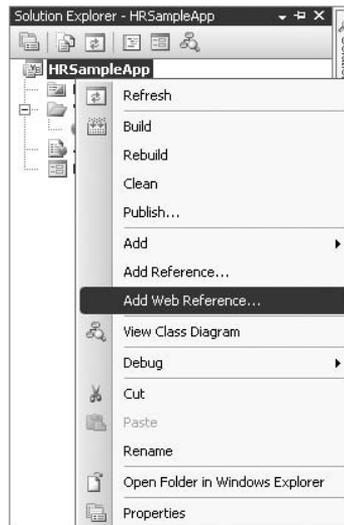 Solution Explorer - HRSampleApp
HRSampleApp
Refresh
Build
Rebuild
Clean
Publish...
Add
Add Reference...
Add Web Reference...
View Class Diagram
Debug
Cut
Paste
Rename
Open Folder in Windows Explorer
Properties